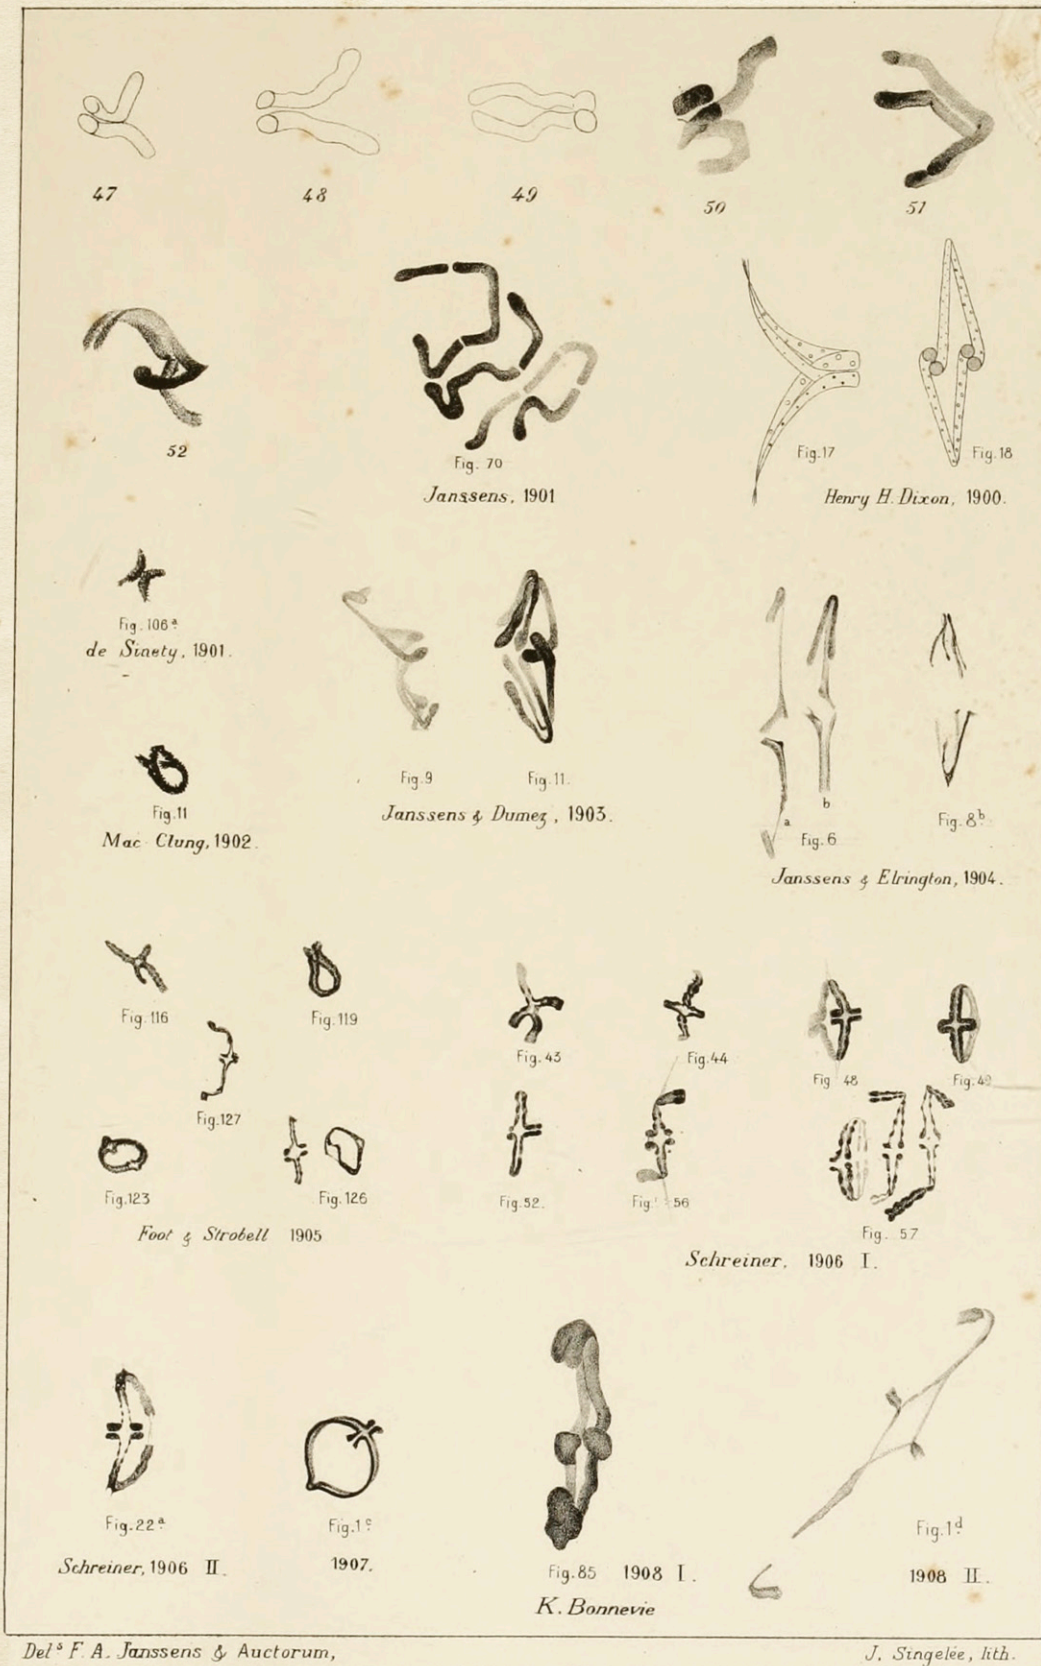 47
48
49
50
51
52
Fig. 70
Janssens, 1901
Fig.17
Fig.18
Henry H. Dixon, 1900.
Fig. 106ª
de Sinety, 1901.
Fig.9
Fig.11.
Janssens & Dumez, 1903.
a
b
Fig.6
Fig.8ᵇ
Janssens & Elrington, 1904.
Fig.11
Mac Clung, 1902.
Fig.116
Fig.119
Fig.127
Fig.123
Fig.126
Foot & Strobell 1905
Fig.43
Fig.44
Fig 48
Fig.52.
Fig. 56
Fig. 57
Schreiner, 1906 I.
Fig.22ª
Schreiner, 1906 II.
Fig.1ᶜ
1907.
Fig.85 1908 I.
K. Bonnevie
Fig.1ᵈ
1908 II.
Delˢ F. A. Janssens & Auctorum,
J. Singelée, lith.